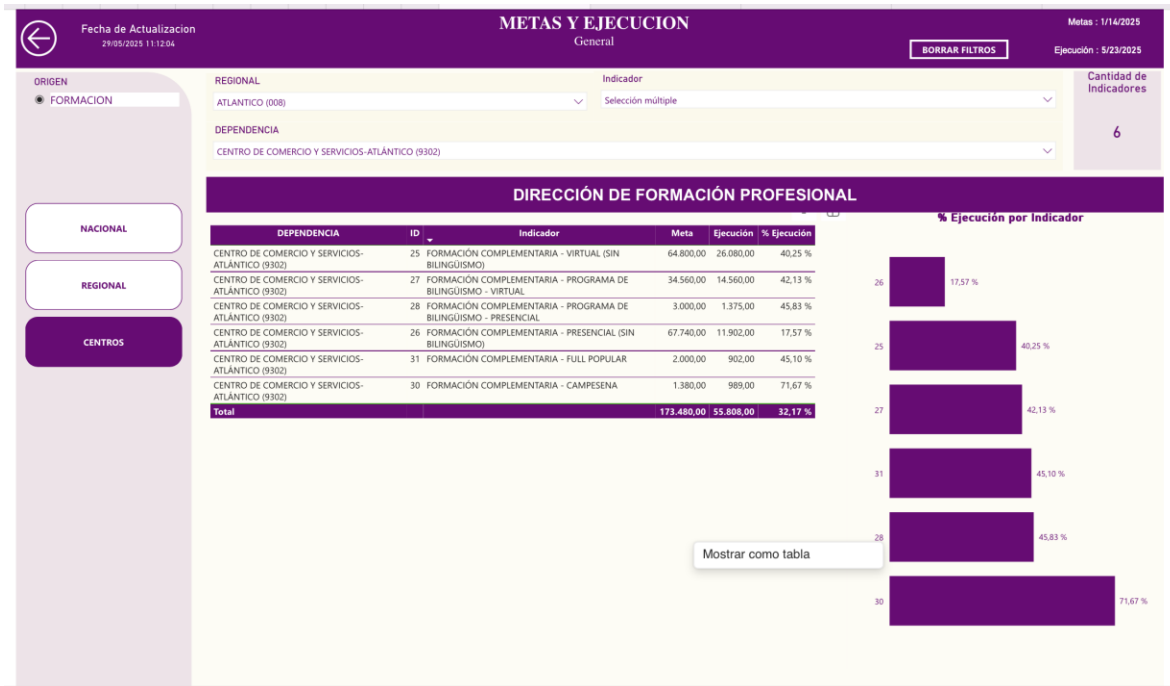 Fecha de Actualizacion
29/05/2025 11:12:04
METAS Y EJECUCION
General
Metas : 1/14/2025
BORRAR FILTROS
Ejecución : 5/23/2025
ORIGEN
FORMACION
REGIONAL
ATLANTICO (008)
Indicador
Selección múltiple
DEPENDENCIA
CENTRO DE COMERCIO Y SERVICIOS-ATLÁNTICO (9302)
Cantidad de
Indicadores
6
NACIONAL
REGIONAL
CENTROS
DIRECCIÓN DE FORMACIÓN PROFESIONAL
DEPENDENCIA ID Indicador Meta Ejecución % Ejecución
CENTRO DE COMERCIO Y SERVICIOS- 25 FORMACIÓN COMPLEMENTARIA - VIRTUAL (SIN 64.800,00 26.080,00 40,25 %
ATLÁNTICO (9302) BILINGÜISMO)
CENTRO DE COMERCIO Y SERVICIOS- 27 FORMACIÓN COMPLEMENTARIA - PROGRAMA DE 34.560,00 14.560,00 42,13 %
ATLÁNTICO (9302) BILINGÜISMO - VIRTUAL
CENTRO DE COMERCIO Y SERVICIOS- 28 FORMACIÓN COMPLEMENTARIA - PROGRAMA DE 3.000,00 1.375,00 45,83 %
ATLÁNTICO (9302) BILINGÜISMO - PRESENCIAL
CENTRO DE COMERCIO Y SERVICIOS- 26 FORMACIÓN COMPLEMENTARIA - PRESENCIAL (SIN 67.740,00 11.902,00 17,57 %
ATLÁNTICO (9302) BILINGÜISMO)
CENTRO DE COMERCIO Y SERVICIOS- 31 FORMACIÓN COMPLEMENTARIA - FULL POPULAR 2.000,00 902,00 45,10 %
ATLÁNTICO (9302)
CENTRO DE COMERCIO Y SERVICIOS- 30 FORMACIÓN COMPLEMENTARIA - CAMPESENA 1.380,00 989,00 71,67 %
ATLÁNTICO (9302)
Total 173.480,00 55.808,00 32,17 %
% Ejecución por Indicador
26 17,57 %
25 40,25 %
27 42,13 %
31 45,10 %
28 45,83 %
30 71,67 %
Mostrar como tabla